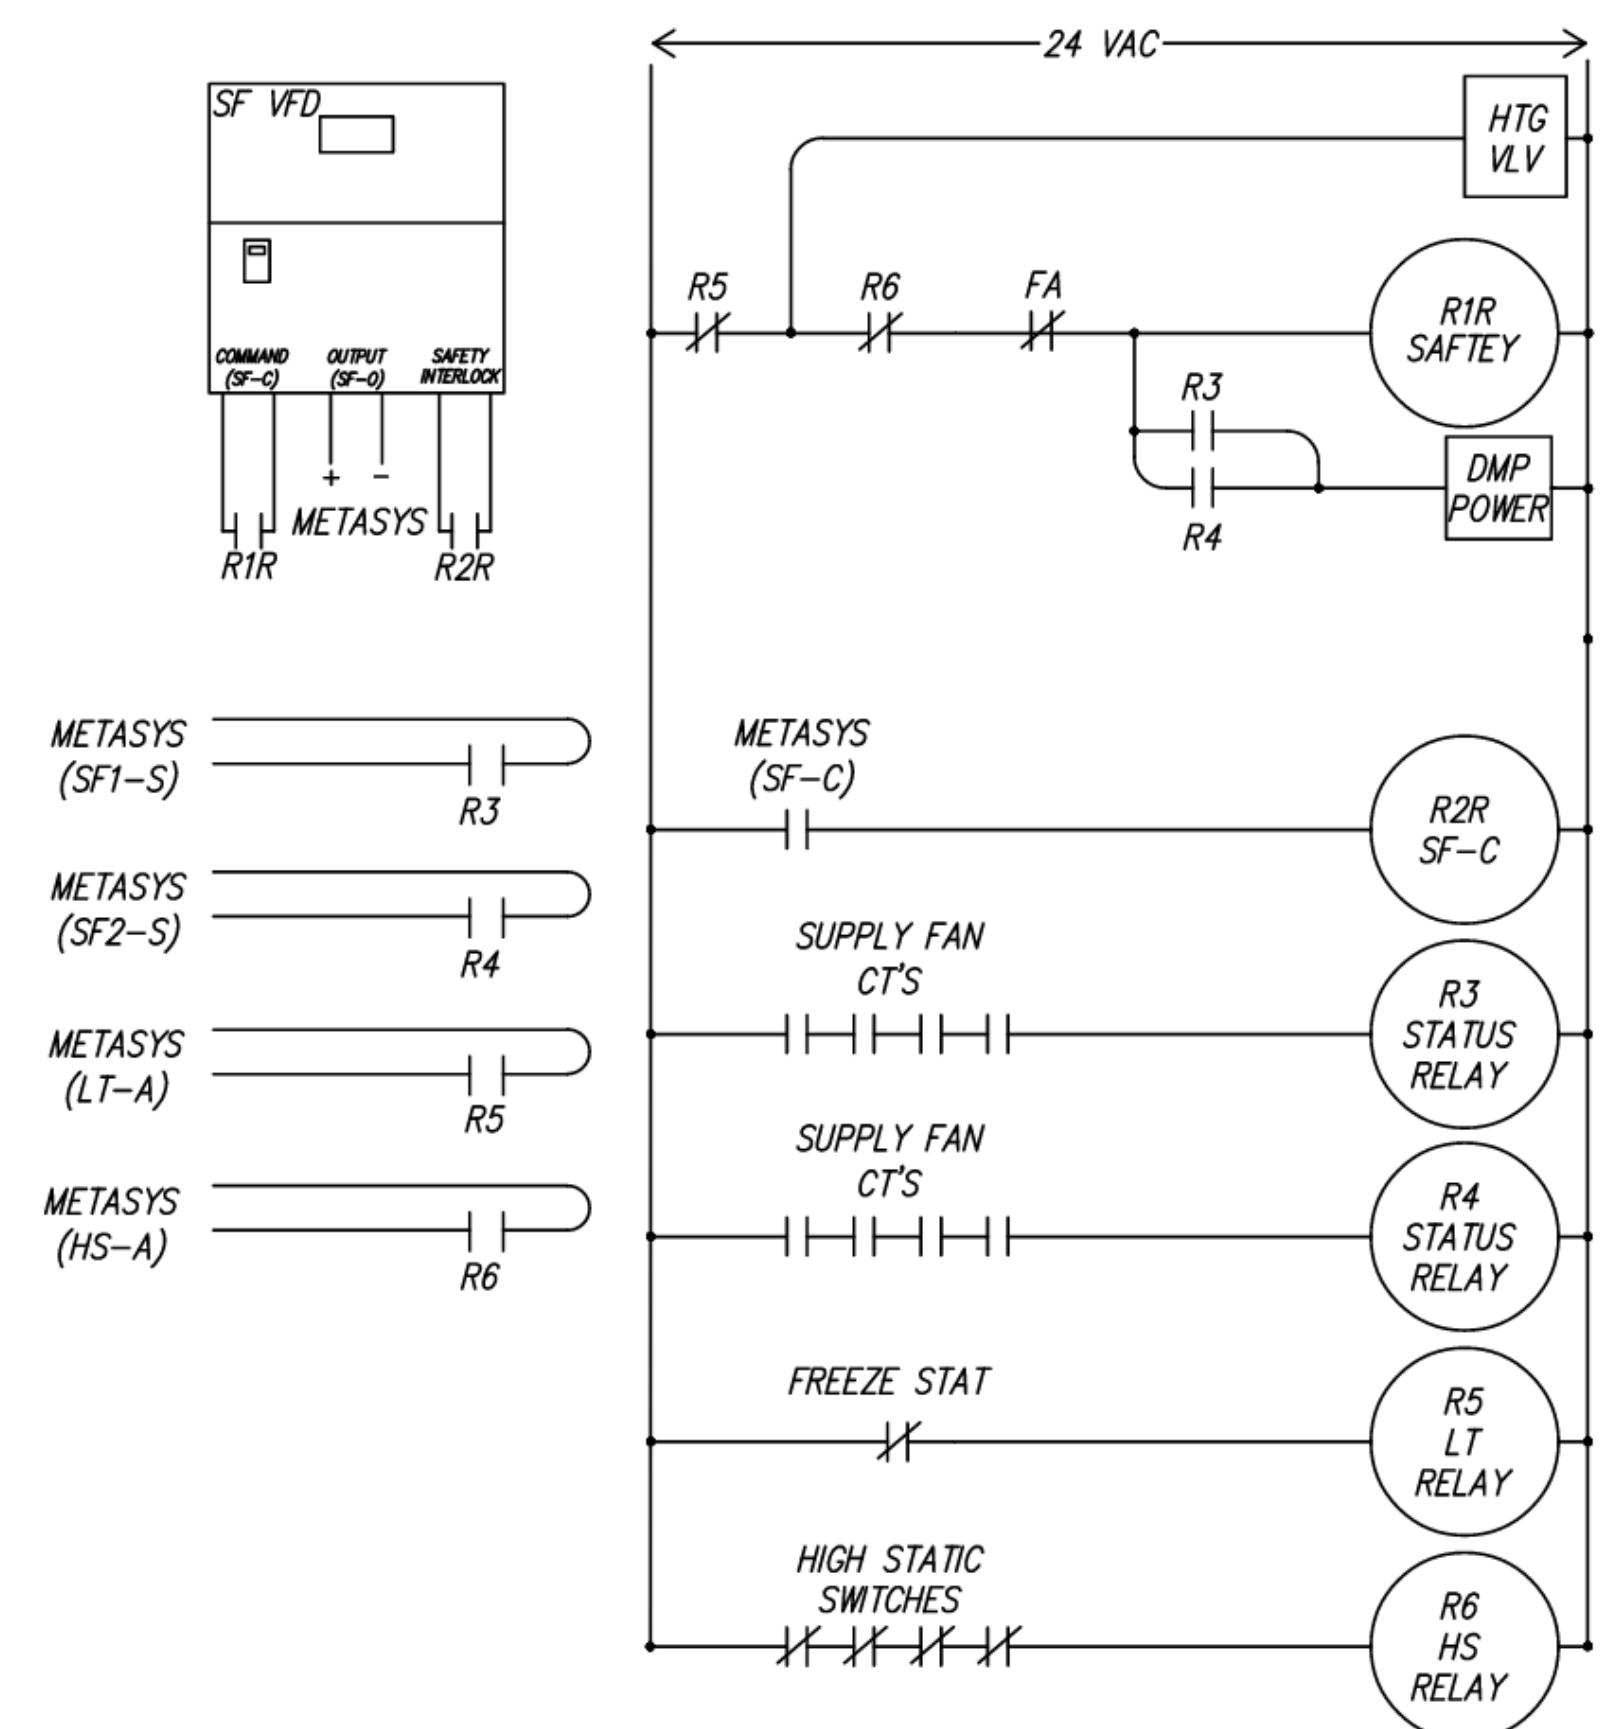 24 VAC
SF VFD
HTG
VLV
R5
R6
FA
R1R
SAFTEY
COMMAND
(SF-C)
OUTPUT
(SF-O)
SAFETY
INTERLOCK
R3
+ -
METASYS
R1R
R2R
DMP
POWER
R4
METASYS
(SF1-S)
R3
METASYS
(SF-C)
R2R
SF-C
METASYS
(SF2-S)
R4
SUPPLY FAN
CT'S
R3
STATUS
RELAY
METASYS
(LT-A)
R5
SUPPLY FAN
CT'S
R4
STATUS
RELAY
METASYS
(HS-A)
R6
FREEZE STAT
R5
LT
RELAY
HIGH STATIC
SWITCHES
R6
HS
RELAY